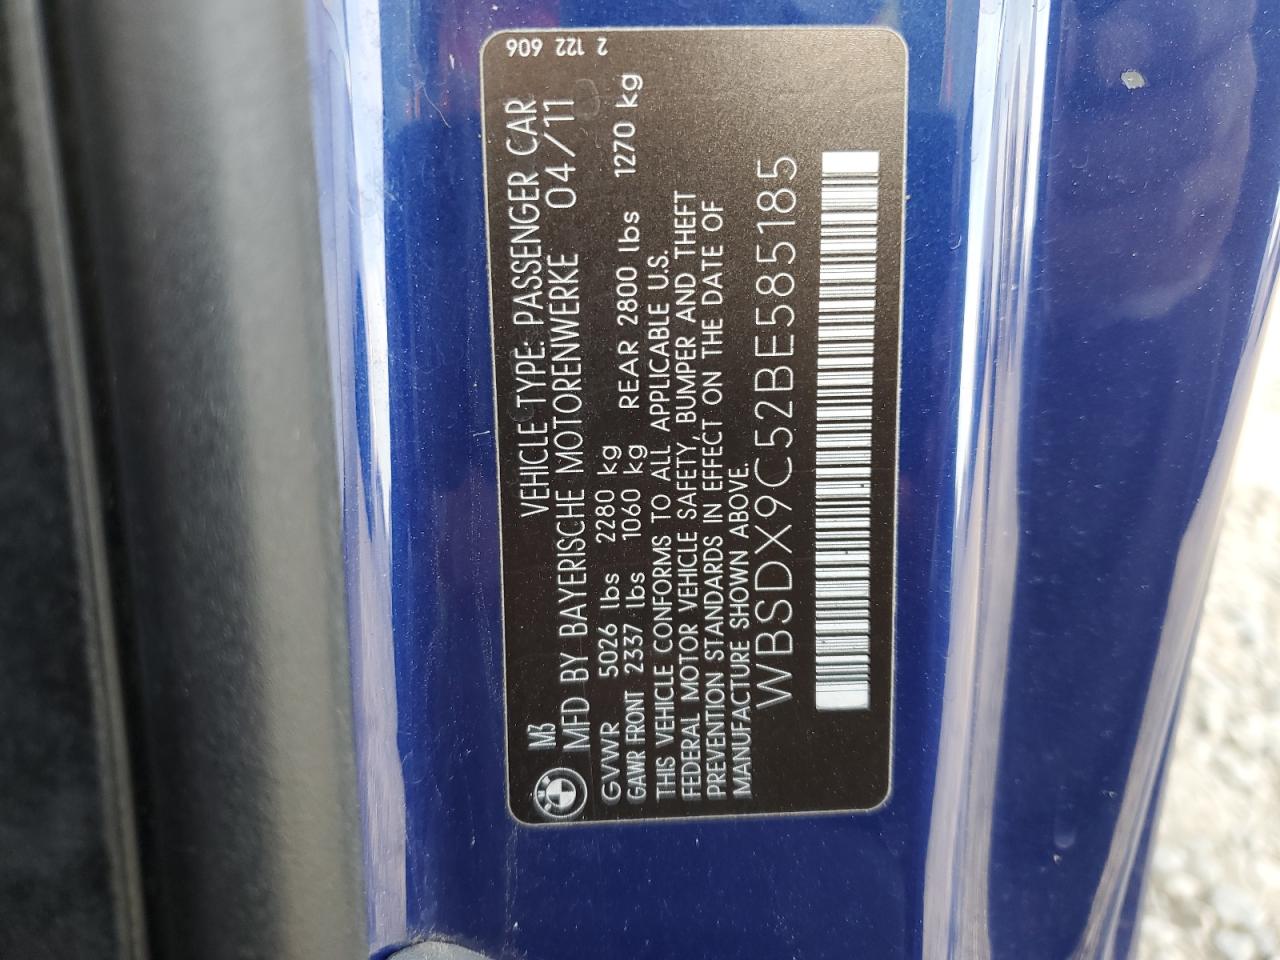 M3 VEHICLE TYPE: PASSENGER CAR 2 122 606
MFD BY BAYERISCHE MOTORENWERKE 04/11
GVWR 5026 lbs 2280 kg
GAWR FRONT 2337 lbs 1060 kg REAR 2800 lbs 1270 kg
THIS VEHICLE CONFORMS TO ALL APPLICABLE U.S.
FEDERAL MOTOR VEHICLE SAFETY, BUMPER AND THEFT
PREVENTION STANDARDS IN EFFECT ON THE DATE OF
MANUFACTURE SHOWN ABOVE.
WBSDX9C52BE585185